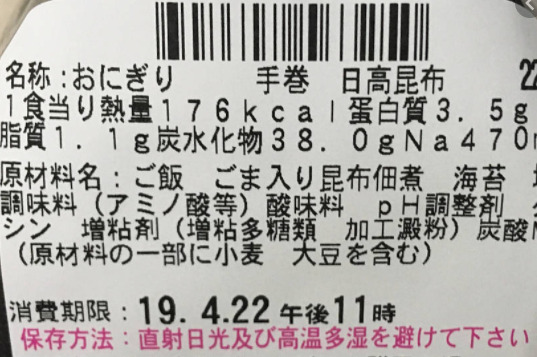 名称:おにぎり 手巻 日高昆布 22
1食当り熱量176kcal蛋白質3.5g
脂質1.1g炭水化物38.0gNa470m
原材料名:ご飯 ごま入り昆布佃煮 海苔
調味料(アミノ酸等)酸味料 pH調整剤
シン 増粘剤(増粘多糖類 加工澱粉)炭酸M
(原材料の一部に小麦 大豆を含む)
消費期限:19.4.22午後11時
保存方法:直射日光及び高温多湿を避けて下さい